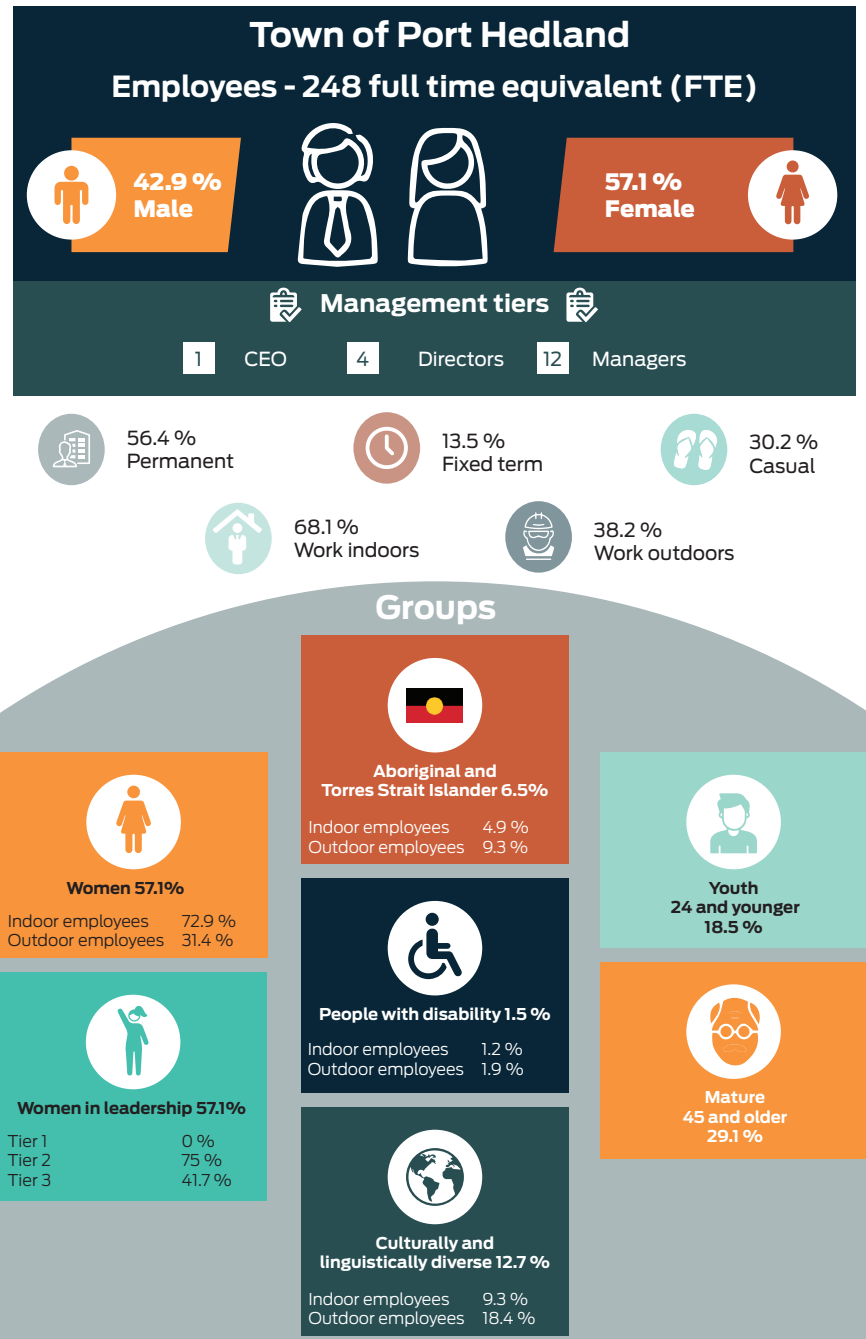 Town of Port Hedland
Employees - 248 full time equivalent (FTE)
42.9 %
Male
57.1 %
Female
Management tiers
1 CEO 4 Directors 12 Managers
56.4 %
Permanent
13.5 %
Fixed term
30.2 %
Casual
68.1 %
Work indoors
38.2 %
Work outdoors
Groups
Women 57.1%
Indoor employees 72.9 %
Outdoor employees 31.4 %
Women in leadership 57.1%
Tier 1 0 %
Tier 2 75 %
Tier 3 41.7 %
Aboriginal and
Torres Strait Islander 6.5%
Indoor employees 4.9 %
Outdoor employees 9.3 %
People with disability 1.5 %
Indoor employees 1.2 %
Outdoor employees 1.9 %
Culturally and
linguistically diverse 12.7 %
Indoor employees 9.3 %
Outdoor employees 18.4 %
Youth
24 and younger
18.5 %
Mature
45 and older
29.1 %